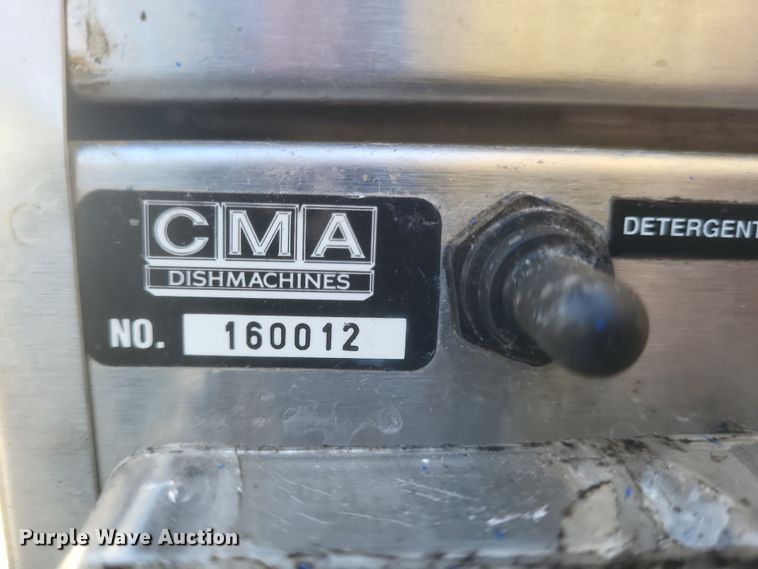 CMA
DISHMACHINES
NO. 160012
DETERGENT
Purple Wave Auction